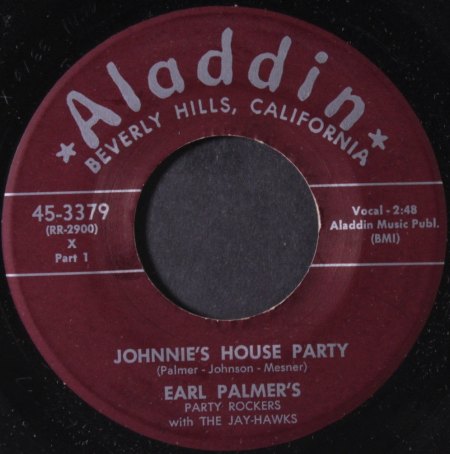 Aladdin
BEVERLY HILLS, CALIFORNIA
45-3379
(RR-2900)
X
Part 1
Vocal - 2:48
Aladdin Music Publ.
(BMI)
JOHNNIE'S HOUSE PARTY
(Palmer - Johnson - Mesner)
EARL PALMER'S
PARTY ROCKERS
with THE JAY-HAWKS